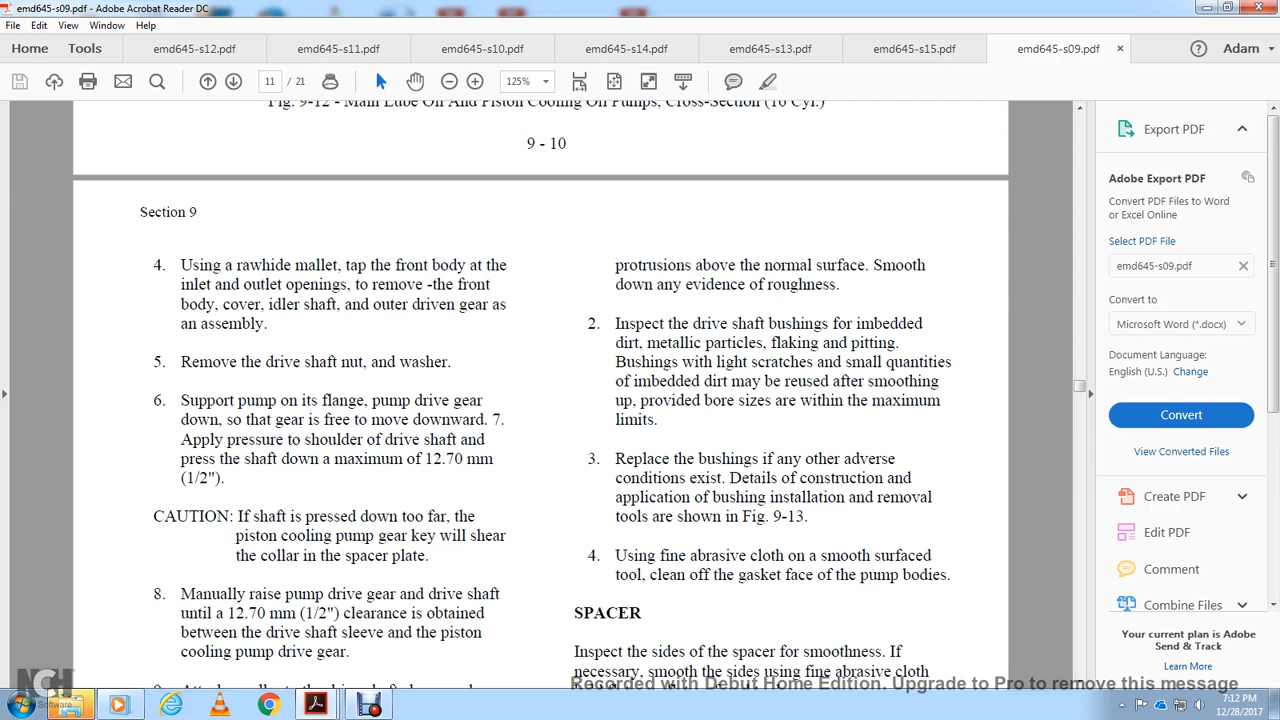 emd645-s09.pdf - Adobe Acrobat Reader DC
File Edit View Window Help
Home Tools emd645-s12.pdf emd645-s11.pdf emd645-s10.pdf emd645-s14.pdf emd645-s13.pdf emd645-s15.pdf emd645-s09.pdf × Adam
11 / 21 125%
Fig. 9-12 - Main Lube Oil And Piston Cooling Oil Pumps, Cross-Section (16 Cyl.)
9 - 10
Section 9
4. Using a rawhide mallet, tap the front body at the
inlet and outlet openings, to remove -the front
body, cover, idler shaft, and outer driven gear as
an assembly.
5. Remove the drive shaft nut, and washer.
6. Support pump on its flange, pump drive gear
down, so that gear is free to move downward. 7.
Apply pressure to shoulder of drive shaft and
press the shaft down a maximum of 12.70 mm
(1/2").
CAUTION: If shaft is pressed down too far, the
piston cooling pump gear key will shear
the collar in the spacer plate.
8. Manually raise pump drive gear and drive shaft
until a 12.70 mm (1/2") clearance is obtained
between the drive shaft sleeve and the piston
cooling pump drive gear.
protrusions above the normal surface. Smooth
down any evidence of roughness.
2. Inspect the drive shaft bushings for imbedded
dirt, metallic particles, flaking and pitting.
Bushings with light scratches and small quantities
of imbedded dirt may be reused after smoothing
up, provided bore sizes are within the maximum
limits.
3. Replace the bushings if any other adverse
conditions exist. Details of construction and
application of bushing installation and removal
tools are shown in Fig. 9-13.
4. Using fine abrasive cloth on a smooth surfaced
tool, clean off the gasket face of the pump bodies.
SPACER
Inspect the sides of the spacer for smoothness. If
necessary, smooth the sides using fine abrasive cloth
Export PDF
Adobe Export PDF
Convert PDF Files to Word
or Excel Online
Select PDF File
emd645-s09.pdf
Convert to
Microsoft Word (*.docx)
Document Language:
English (U.S.) Change
Convert
View Converted Files
Create PDF
Edit PDF
Comment
Combine Files
Your current plan is Adobe
Send & Track
Learn More
NCH Software
Recorded with Debut Home Edition. Upgrade to Pro to remove this message
7:12 PM
12/28/2017